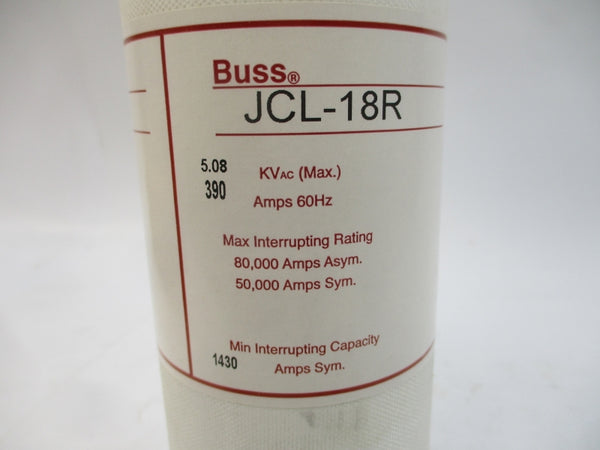 Buss®
JCL-18R
5.08 KVAC (Max.)
390 Amps 60Hz
Max Interrupting Rating
80,000 Amps Asym.
50,000 Amps Sym.
Min Interrupting Capacity
1430 Amps Sym.